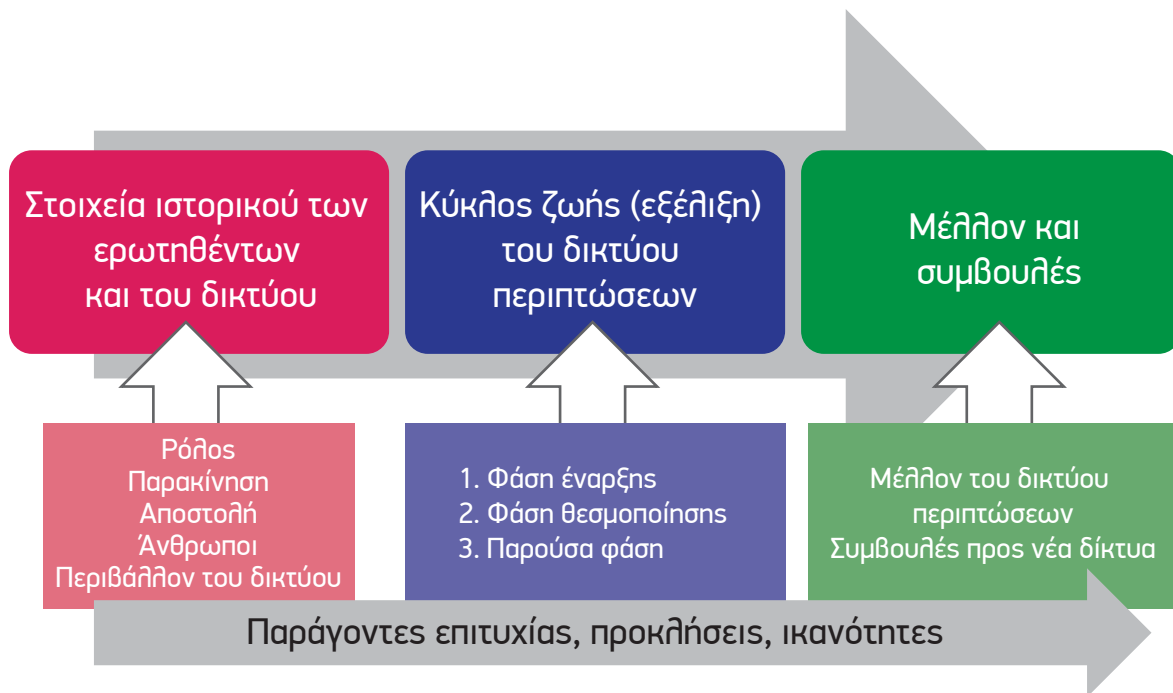 Στοιχεία ιστορικού των
ερωτηθέντων
και του δικτύου
Κύκλος ζωής (εξέλιξη)
του δικτύου
περιπτώσεων
Μέλλον και
συμβουλές
Ρόλος
Παρακίνηση
Αποστολή
Άνθρωποι
Περιβάλλον του δικτύου
1. Φάση έναρξης
2. Φάση θεσμοποίησης
3. Παρούσα φάση
Μέλλον του δικτύου
περιπτώσεων
Συμβουλές προς νέα δίκτυα
Παράγοντες επιτυχίας, προκλήσεις, ικανότητες